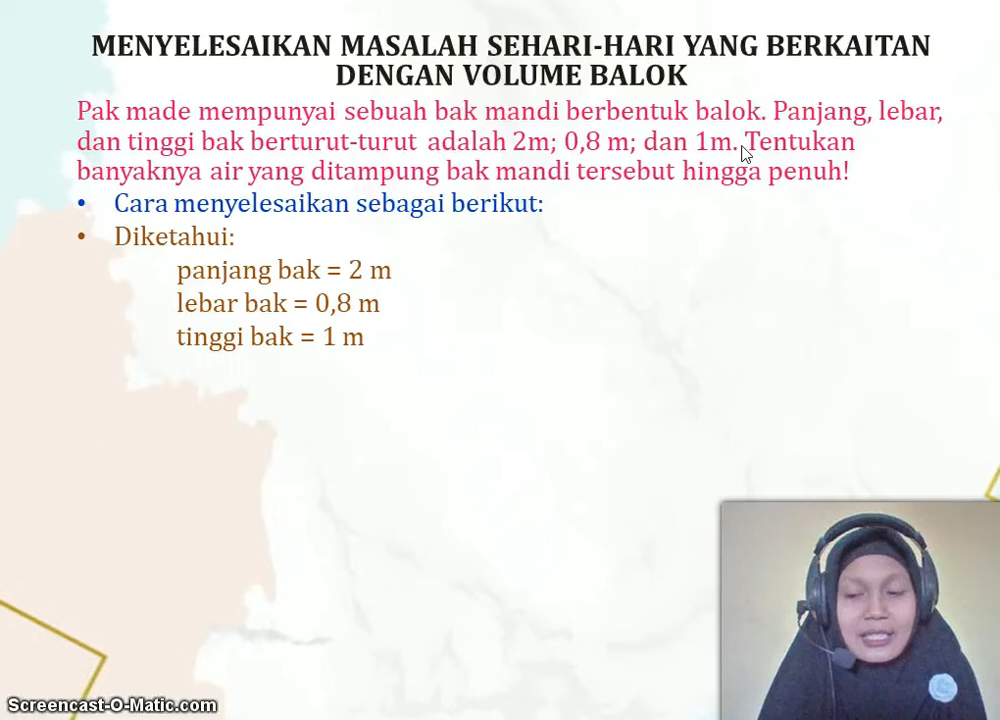 MENYELESAIKAN MASALAH SEHARI-HARI YANG BERKAITAN
DENGAN VOLUME BALOK
Pak made mempunyai sebuah bak mandi berbentuk balok. Panjang, lebar,
dan tinggi bak berturut-turut adalah 2m; 0,8 m; dan 1m. Tentukan
banyaknya air yang ditampung bak mandi tersebut hingga penuh!
• Cara menyelesaikan sebagai berikut:
• Diketahui:
panjang bak = 2 m
lebar bak = 0,8 m
tinggi bak = 1 m
Screencast-O-Matic.com